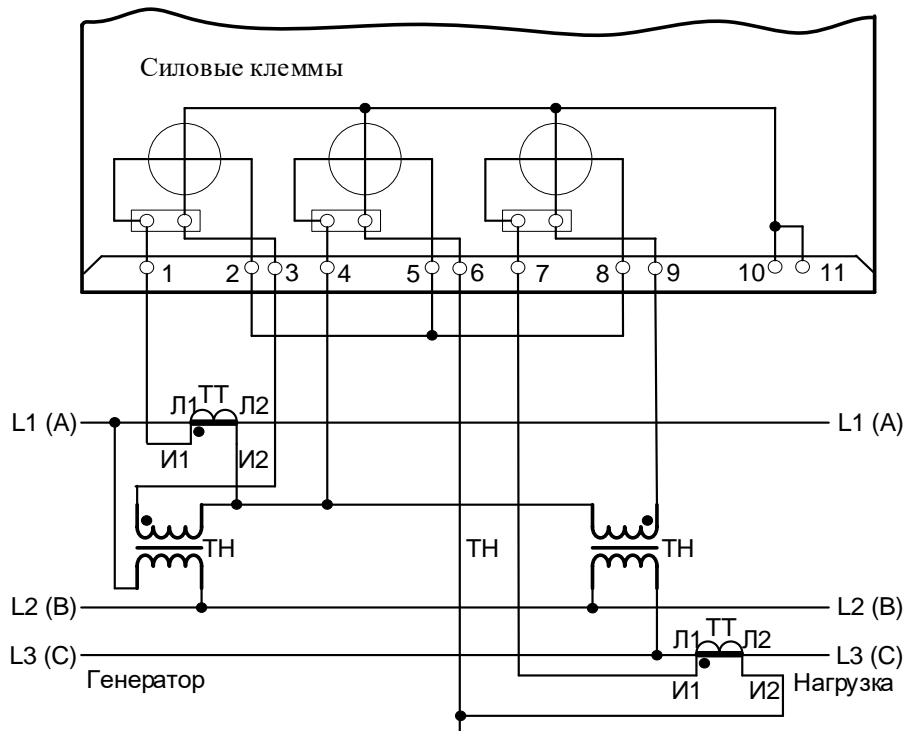 Силовые клеммы
1 2 3 4 5 6 7 8 9 10 11
Л1 ТТ Л2
L1 (А) L1 (А)
И1 И2
ТН ТН ТН
L2 (В) L2 (В)
Л1 ТТ Л2
L3 (С) L3 (С)
Генератор И1 И2 Нагрузка